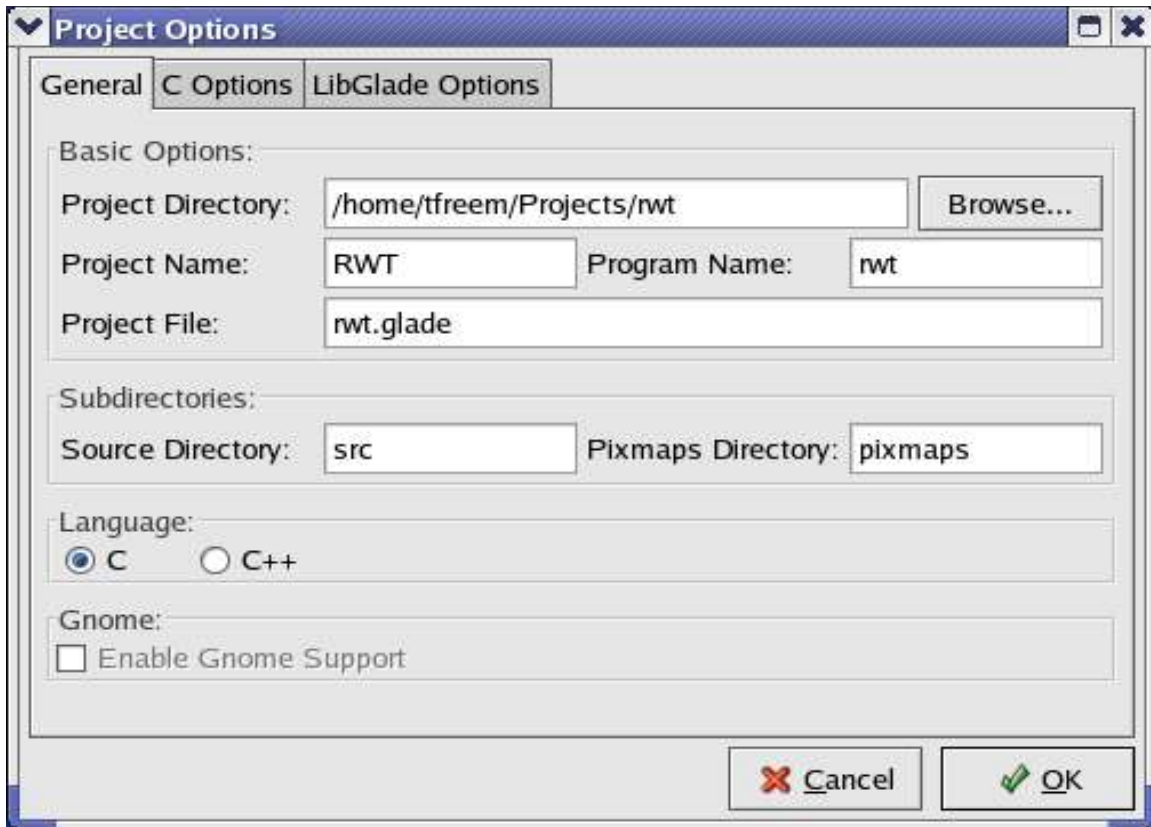 Project Options
General C Options LibGlade Options
Basic Options:
Project Directory: /home/tfreem/Projects/rwt Browse...
Project Name: RWT Program Name: rwt
Project File: rwt.glade
Subdirectories:
Source Directory: src Pixmaps Directory: pixmaps
Language:
C C++
Gnome:
Enable Gnome Support
Cancel OK